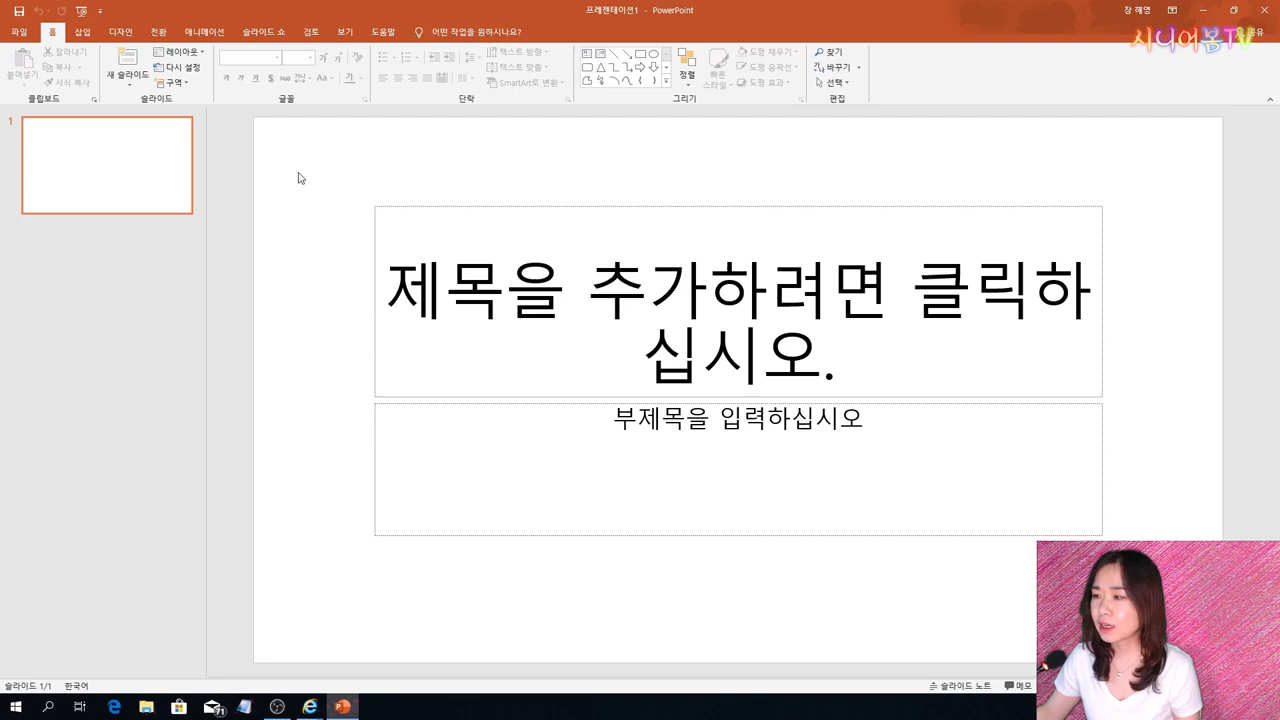 프레젠테이션1 - PowerPoint
장 혜영
시니어봄TV
파일 홈 삽입 디자인 전환 애니메이션 슬라이드 쇼 검토 보기 도움말 어떤 작업을 원하시나요?
붙여넣기
잘라내기
복사
서식 복사
클립보드
새 슬라이드
레이아웃
다시 설정
구역
슬라이드
가 가 가 S abc 가나 Aa 가
글꼴
텍스트 방향
텍스트 맞춤
SmartArt로 변환
단락
정렬
빠른 스타일
도형 채우기
도형 윤곽선
도형 효과
그리기
찾기
바꾸기
선택
편집
1
제목을 추가하려면 클릭하
십시오.
부제목을 입력하십시오
슬라이드 1/1 한국어 슬라이드 노트 메모
71